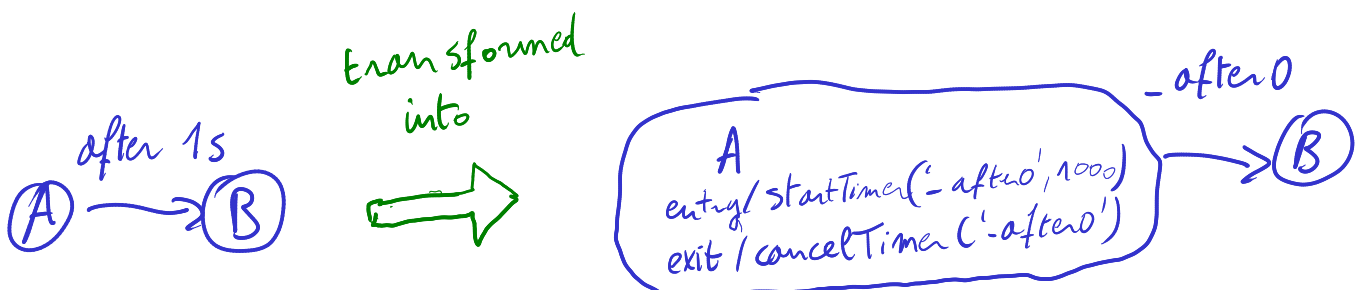 after 1s
A
B
transformed
into
A
entry/startTimer('_after0', 1000)
exit/cancelTimer('_after0')
_after0
B